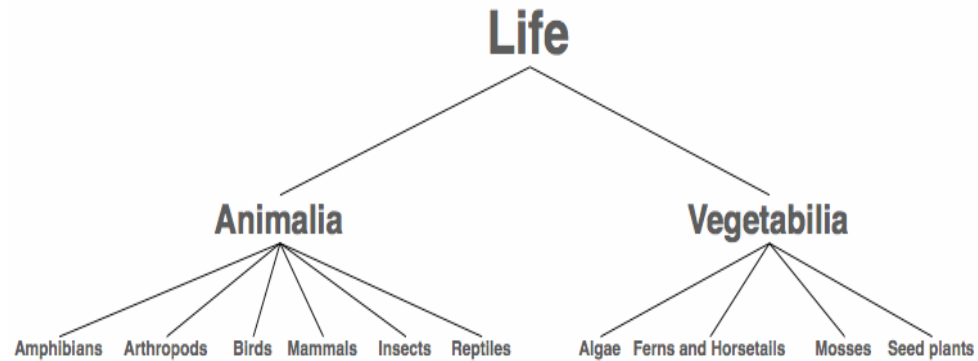 Life
Animalia Vegetabilia
Amphibians Arthropods Birds Mammals Insects Reptiles Algae Ferns and Horsetails Mosses Seed plants